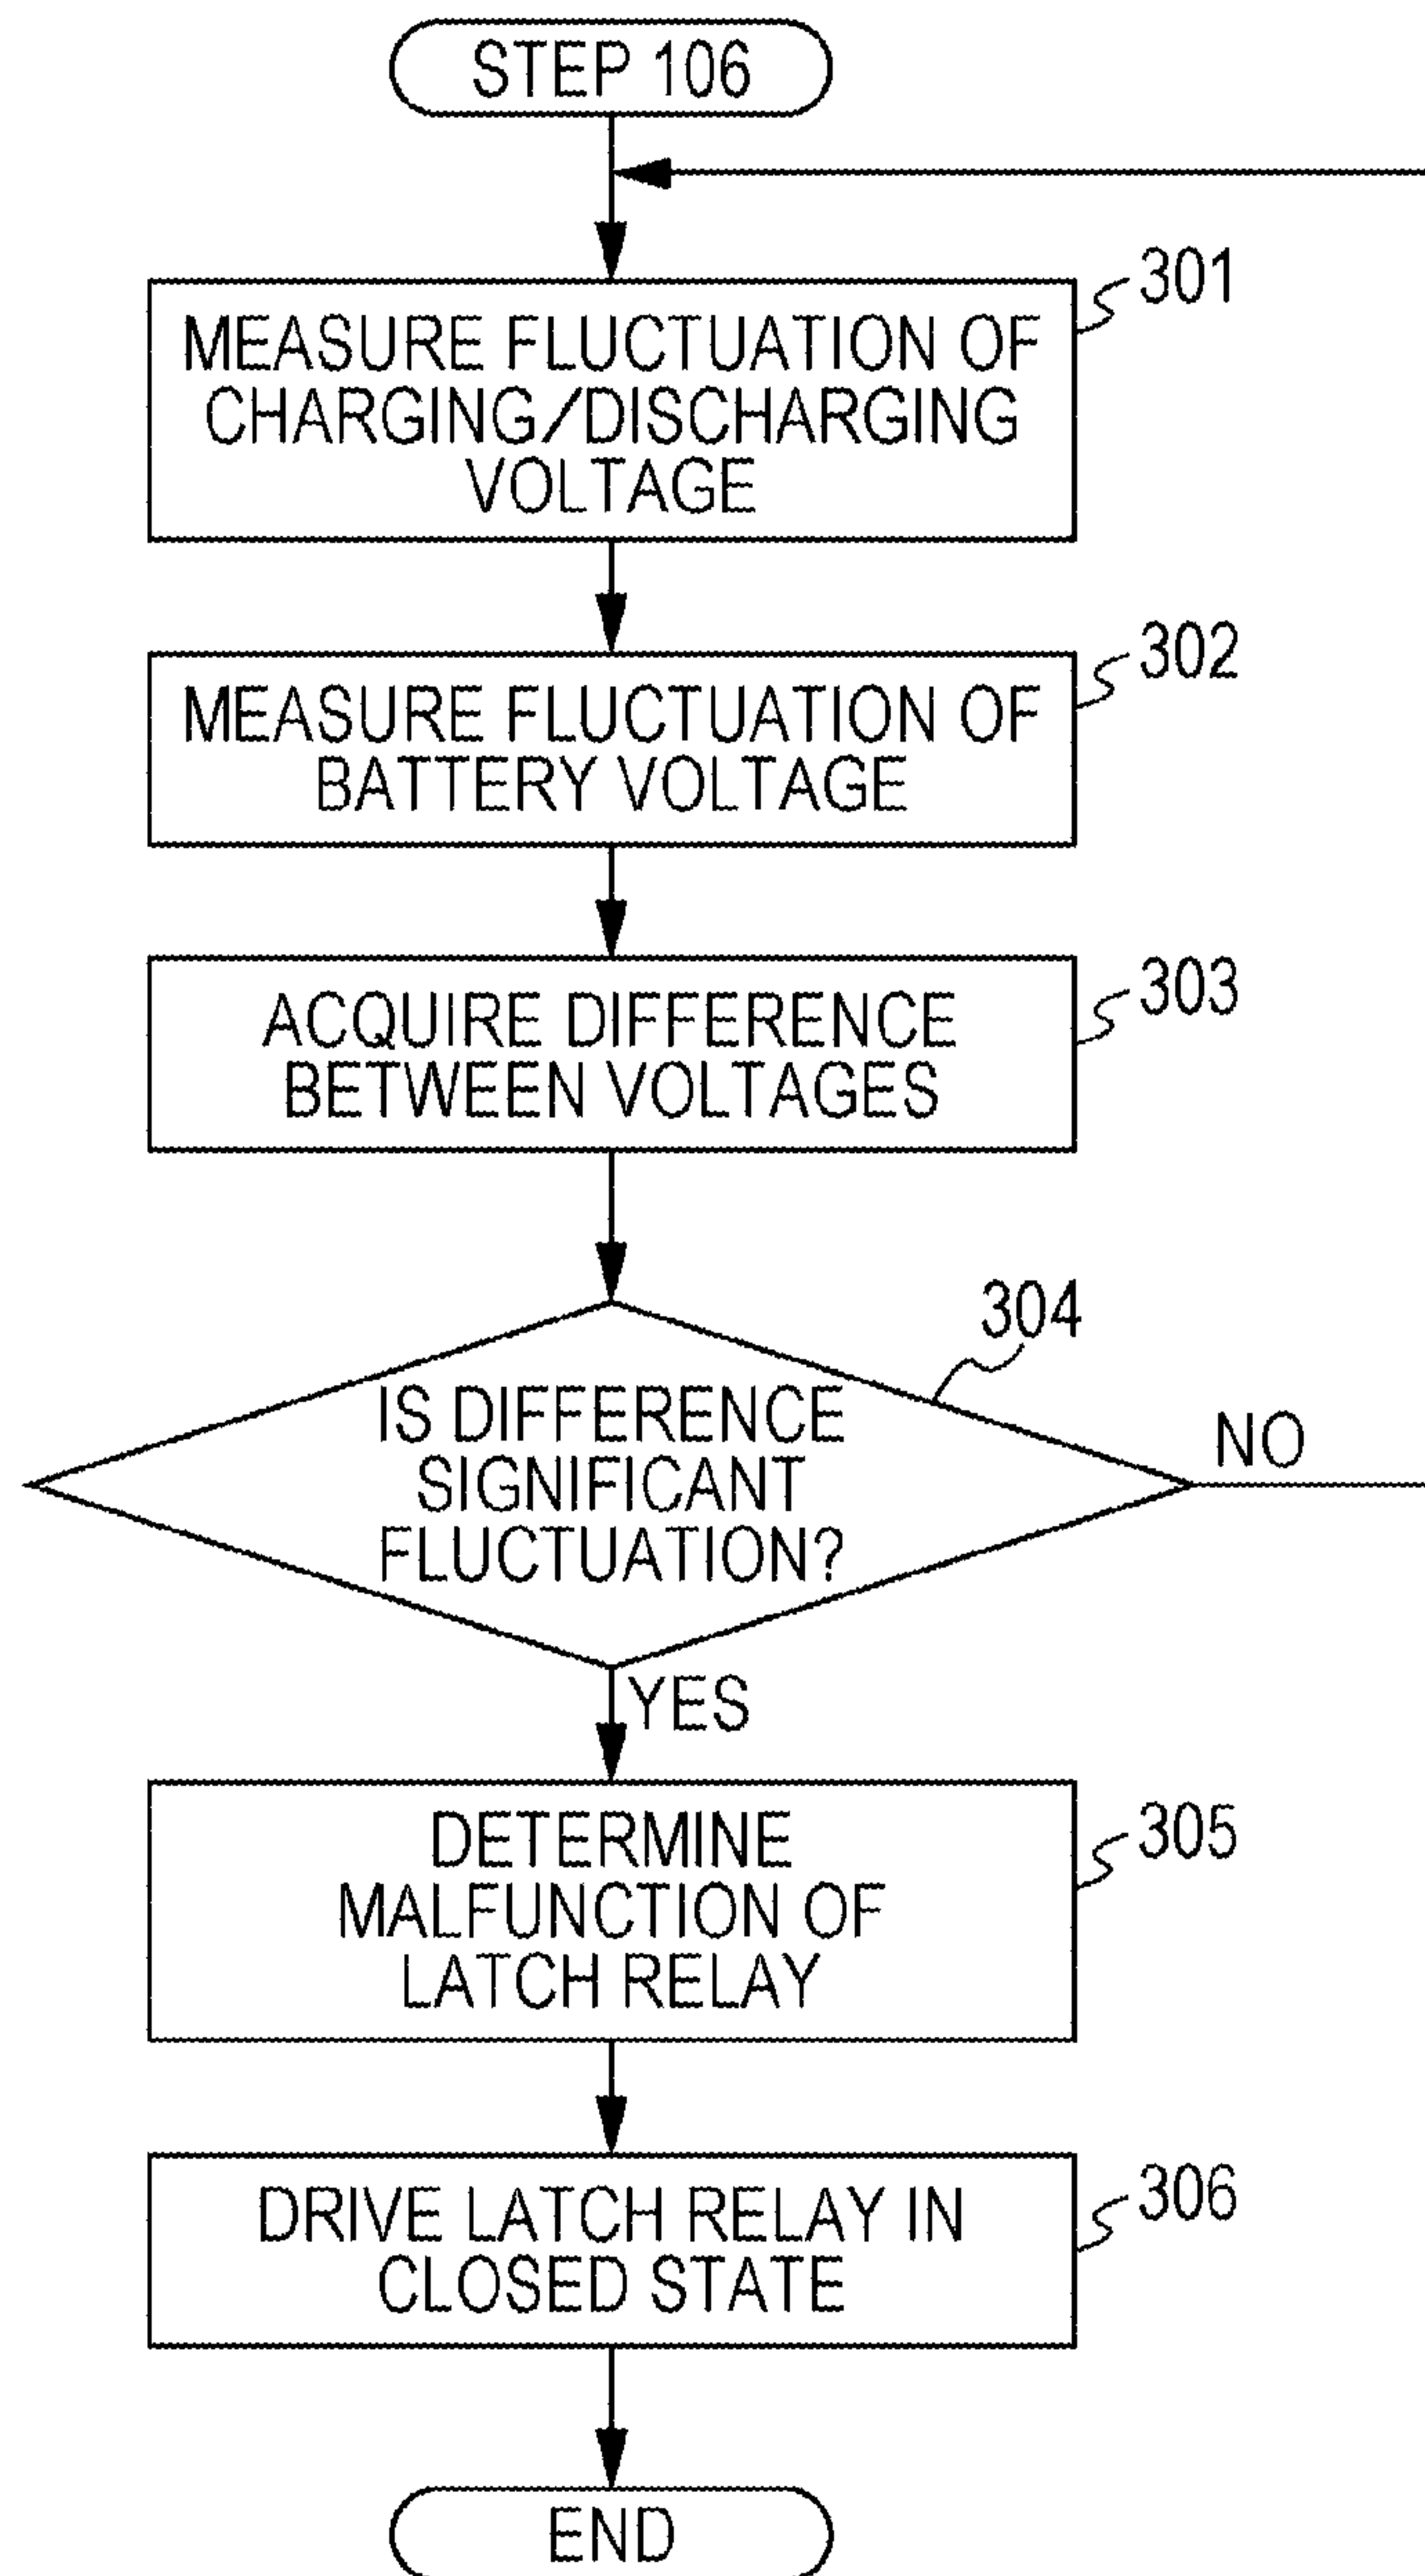 STEP 106
301
MEASURE FLUCTUATION OF
CHARGING/DISCHARGING
VOLTAGE
302
MEASURE FLUCTUATION OF
BATTERY VOLTAGE
303
ACQUIRE DIFFERENCE
BETWEEN VOLTAGES
304
IS DIFFERENCE
SIGNIFICANT
FLUCTUATION?
NO
YES
305
DETERMINE
MALFUNCTION OF
LATCH RELAY
306
DRIVE LATCH RELAY IN
CLOSED STATE
END